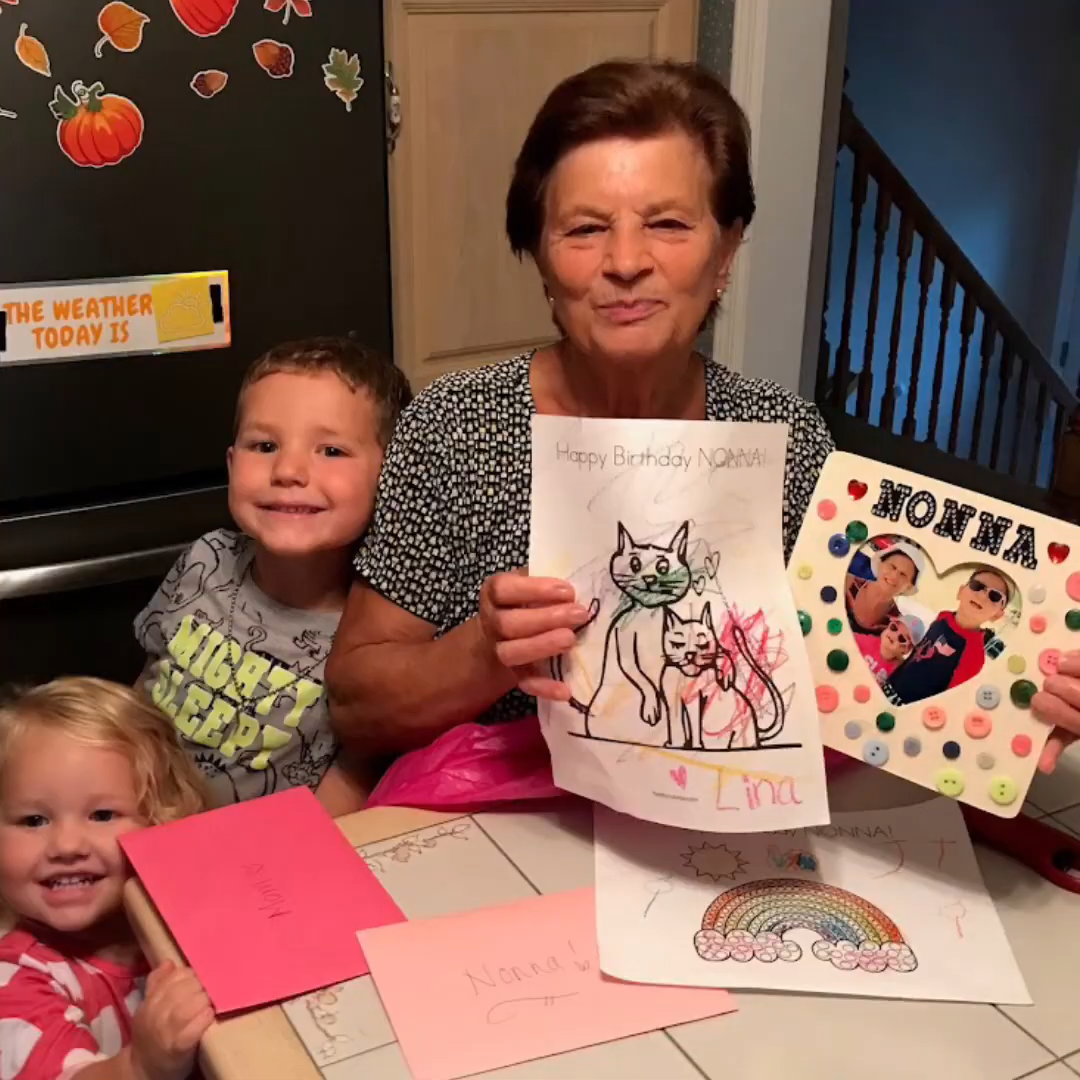 THE WEATHER
TODAY IS
MIGHTY
SLEEPY
Happy Birthday NONNA!
Lina
NONNA
NONNA!
J T
Nonna
Nonna!